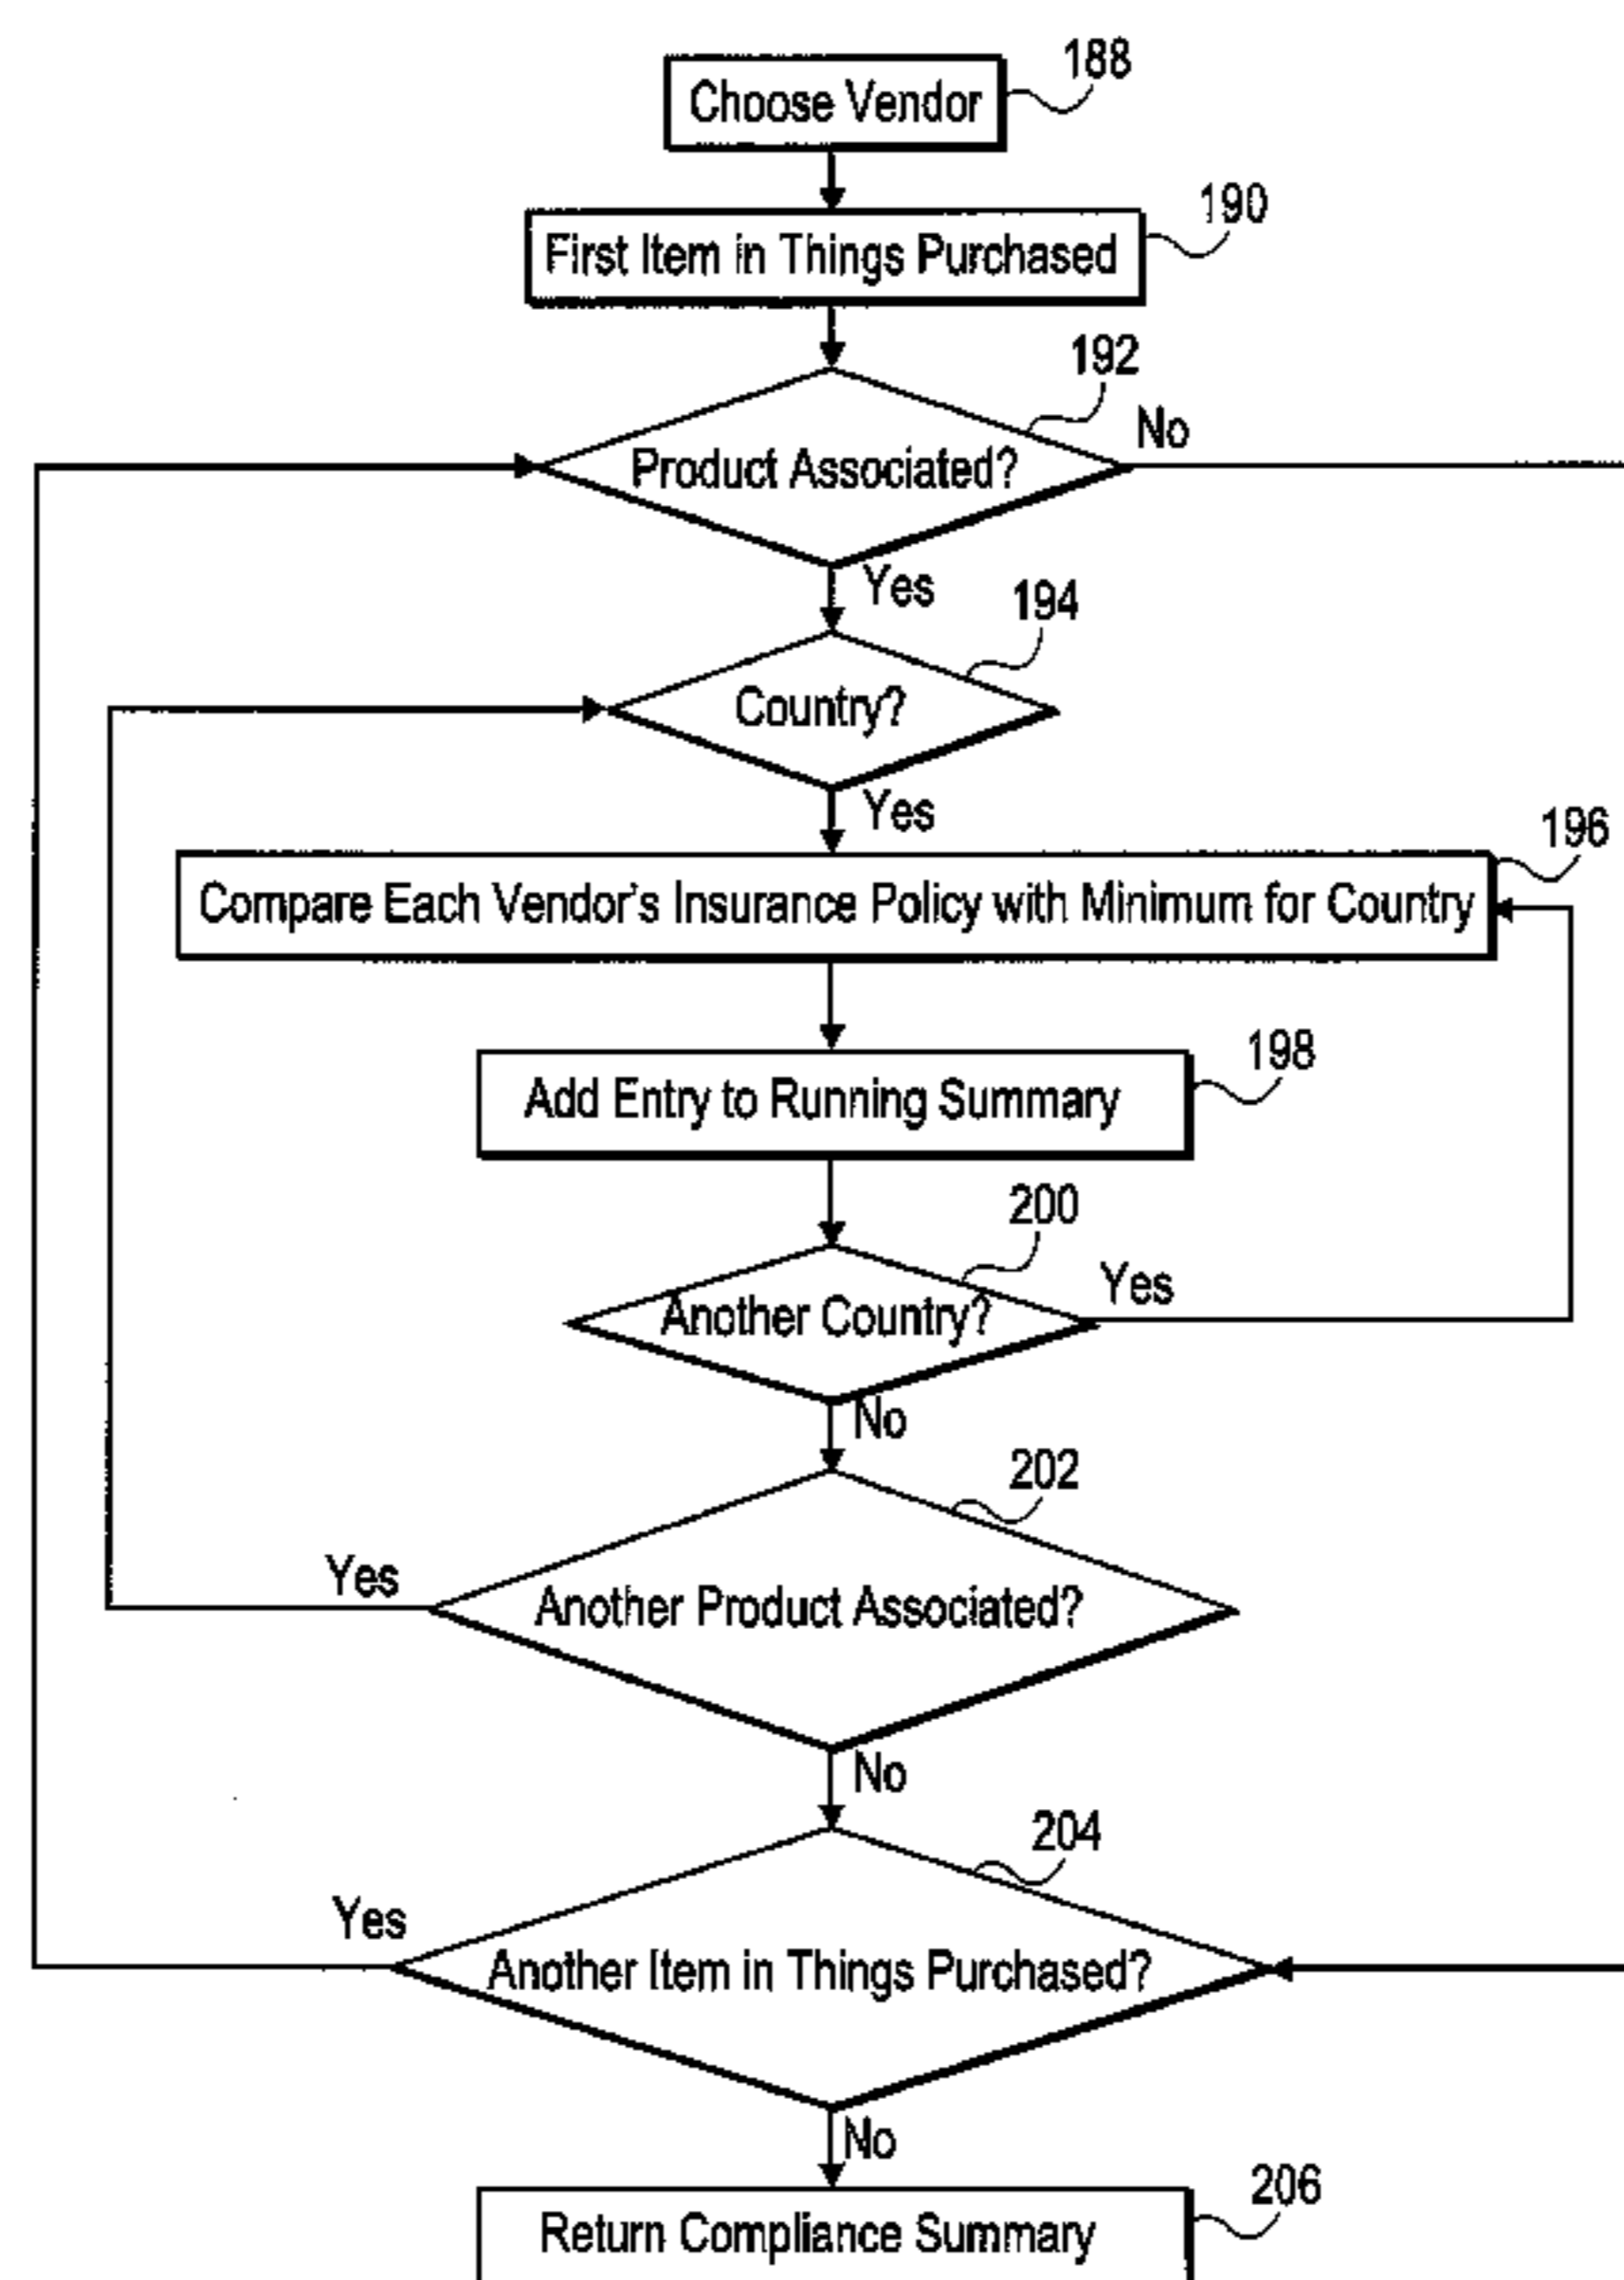 188
Choose Vendor
190
First Item in Things Purchased
192
No
Product Associated?
Yes
194
Country?
Yes
196
Compare Each Vendor's Insurance Policy with Minimum for Country
198
Add Entry to Running Summary
200
Yes
Another Country?
No
202
Yes
Another Product Associated?
No
204
Yes
Another Item in Things Purchased?
No
206
Return Compliance Summary